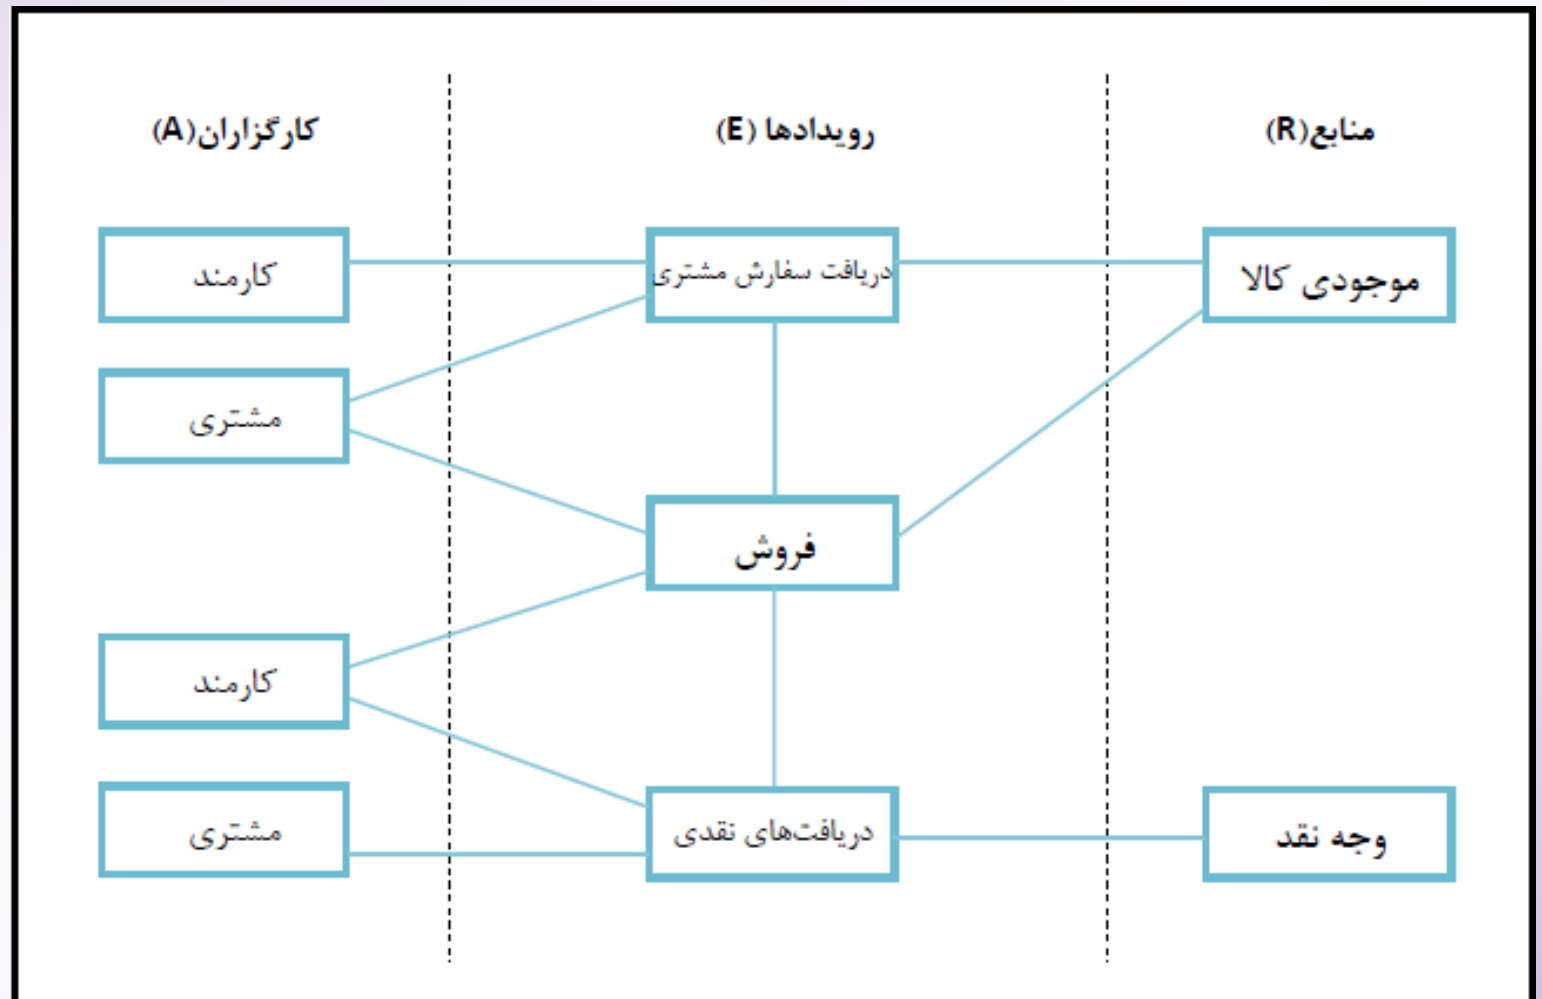 منابع(R)
رویدادها (E)
کارگزاران(A)
موجودی کالا
دریافت سفارش مشتری
کارمند
مشتری
فروش
کارمند
وجه نقد
دریافت‌های نقدی
مشتری